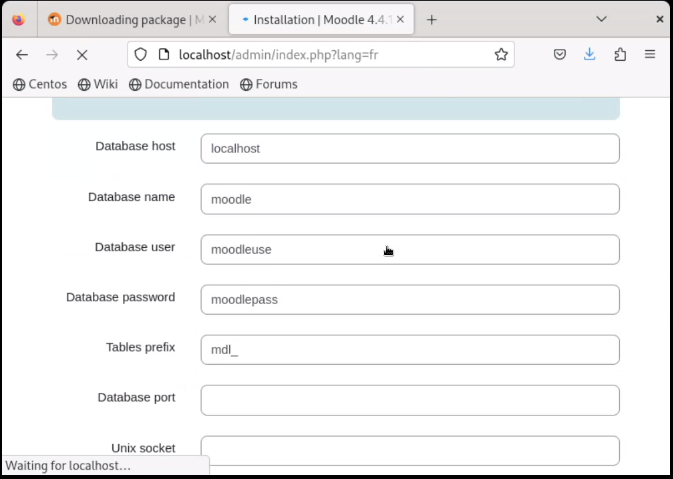 Downloading package | M
Installation | Moodle 4.4.1
localhost/admin/index.php?lang=fr
Centos Wiki Documentation Forums
Database host localhost
Database name moodle
Database user moodleuse
Database password moodlepass
Tables prefix mdl_
Database port
Unix socket
Waiting for localhost…